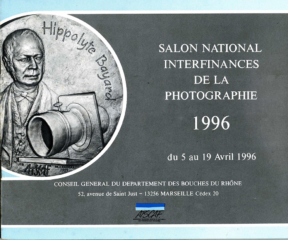 Hippolyte Bayard
SALON NATIONAL
INTERFINANCES
DE LA
PHOTOGRAPHIE
1996
du 5 au 19 Avril 1996
CONSEIL GENERAL DU DEPARTEMENT DES BOUCHES DU RHÔNE
52, avenue de Saint Just - 13256 MARSEILLE Cédex 20